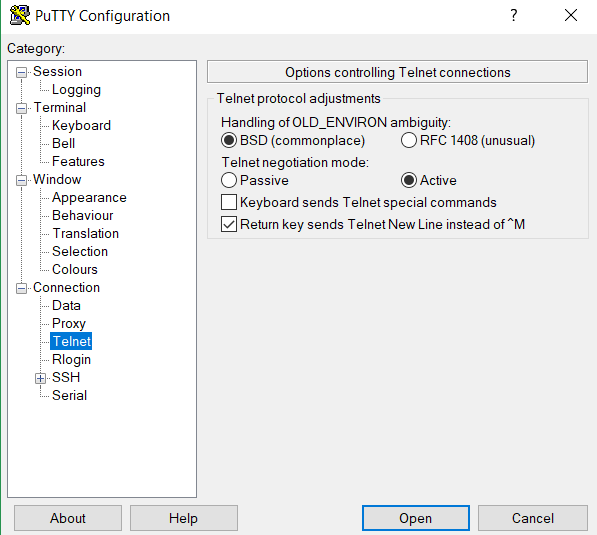 PuTTY Configuration
?
Category:
Session
Logging
Terminal
Keyboard
Bell
Features
Window
Appearance
Behaviour
Translation
Selection
Colours
Connection
Data
Proxy
Telnet
Rlogin
SSH
Serial
Options controlling Telnet connections
Telnet protocol adjustments
Handling of OLD_ENVIRON ambiguity:
BSD (commonplace) RFC 1408 (unusual)
Telnet negotiation mode:
Passive Active
Keyboard sends Telnet special commands
Return key sends Telnet New Line instead of ^M
About Help Open Cancel